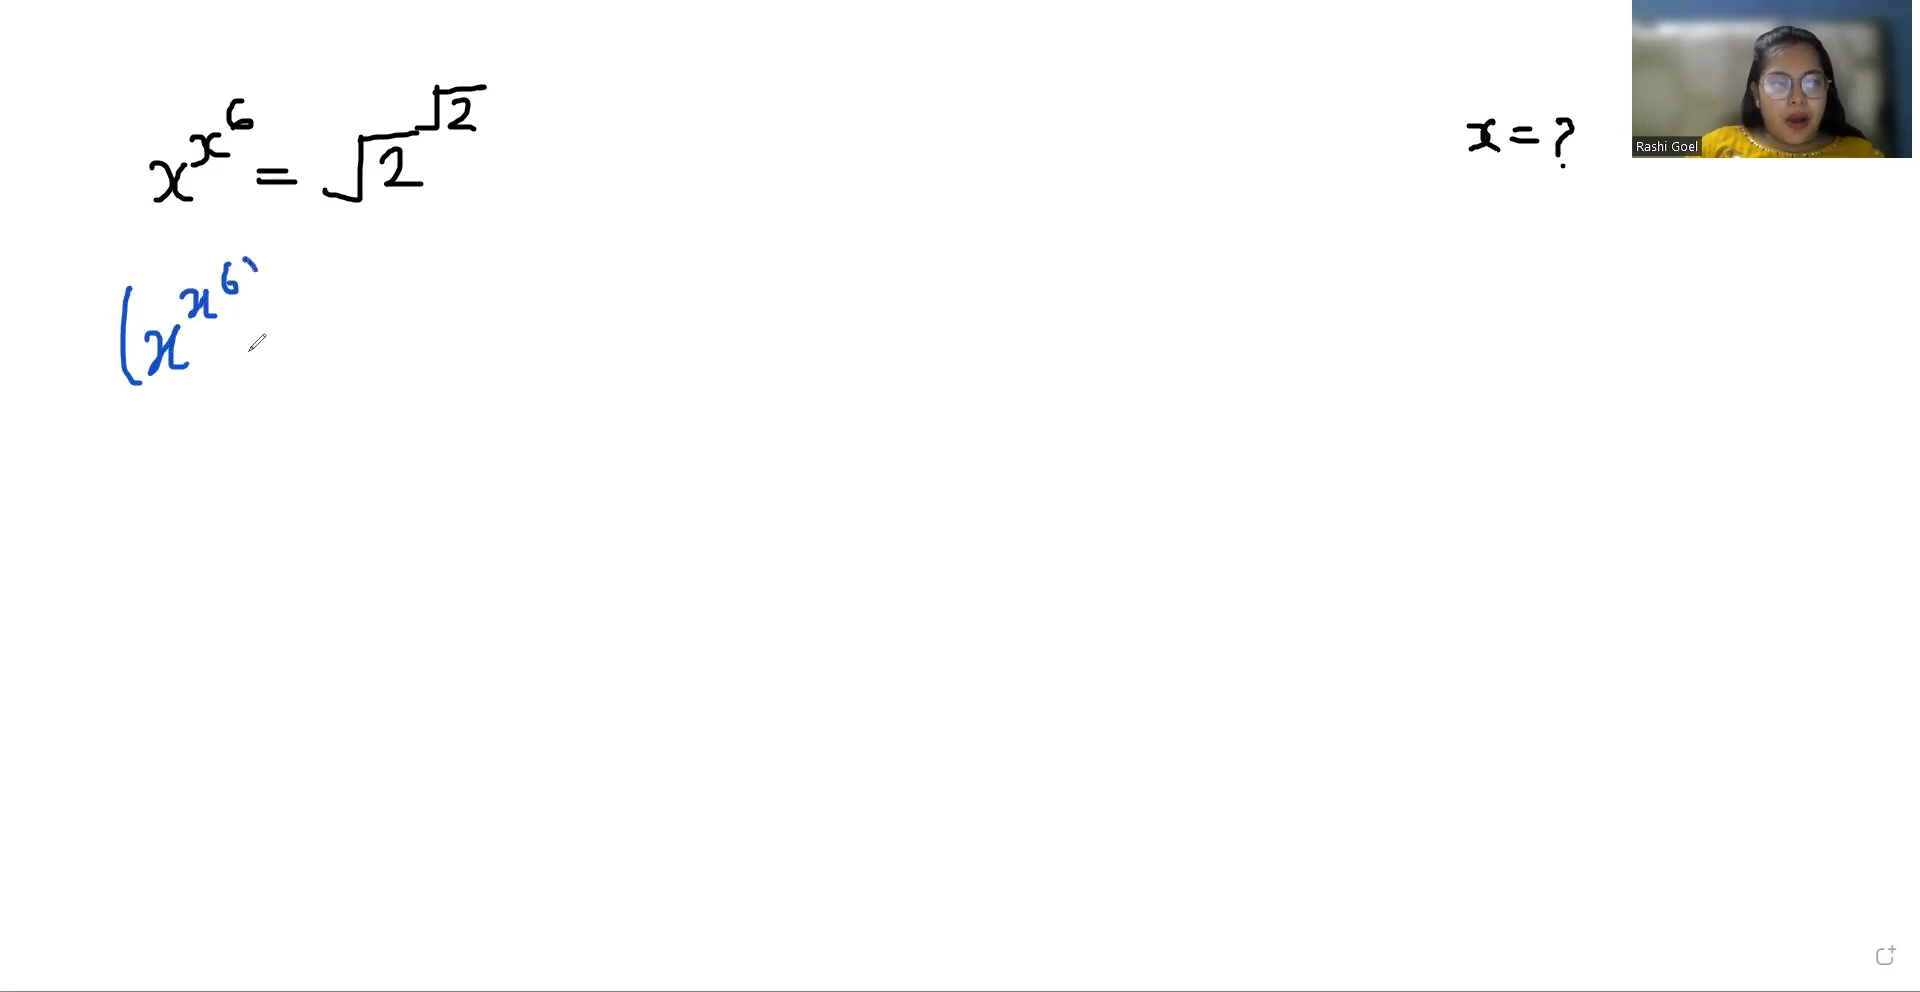 x^{x^6} = √2^{√2}
x = ?
Rashi Goel
(x^{x^6})